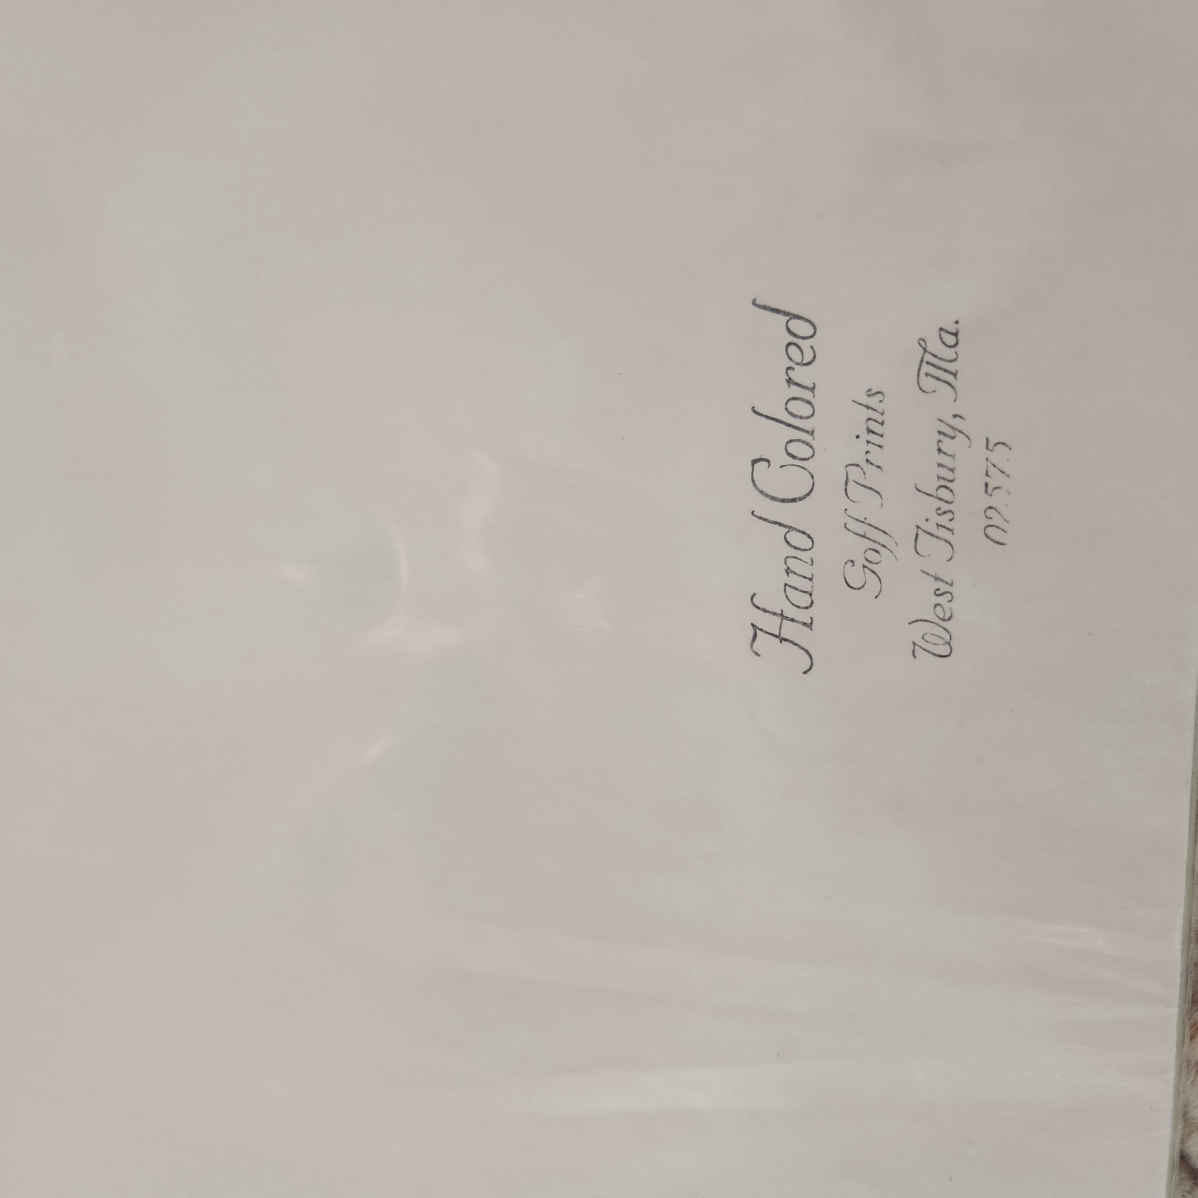 Hand Colored
Goff Prints
West Tisbury, Ma.
02575